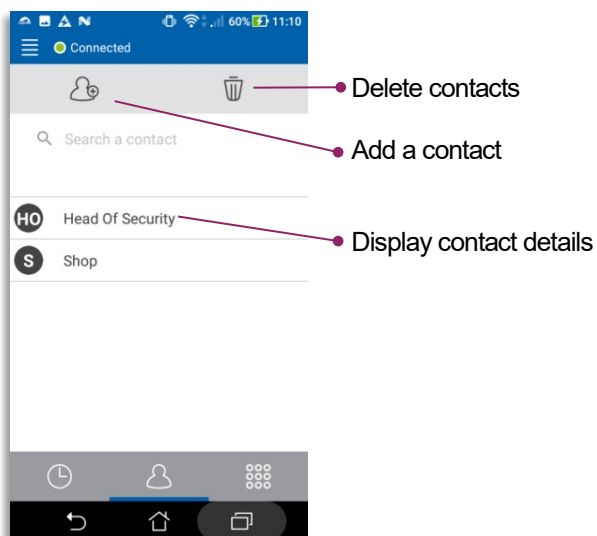 60% 11:10
Connected
Delete contacts
Search a contact
Add a contact
HO Head Of Security
Display contact details
S Shop